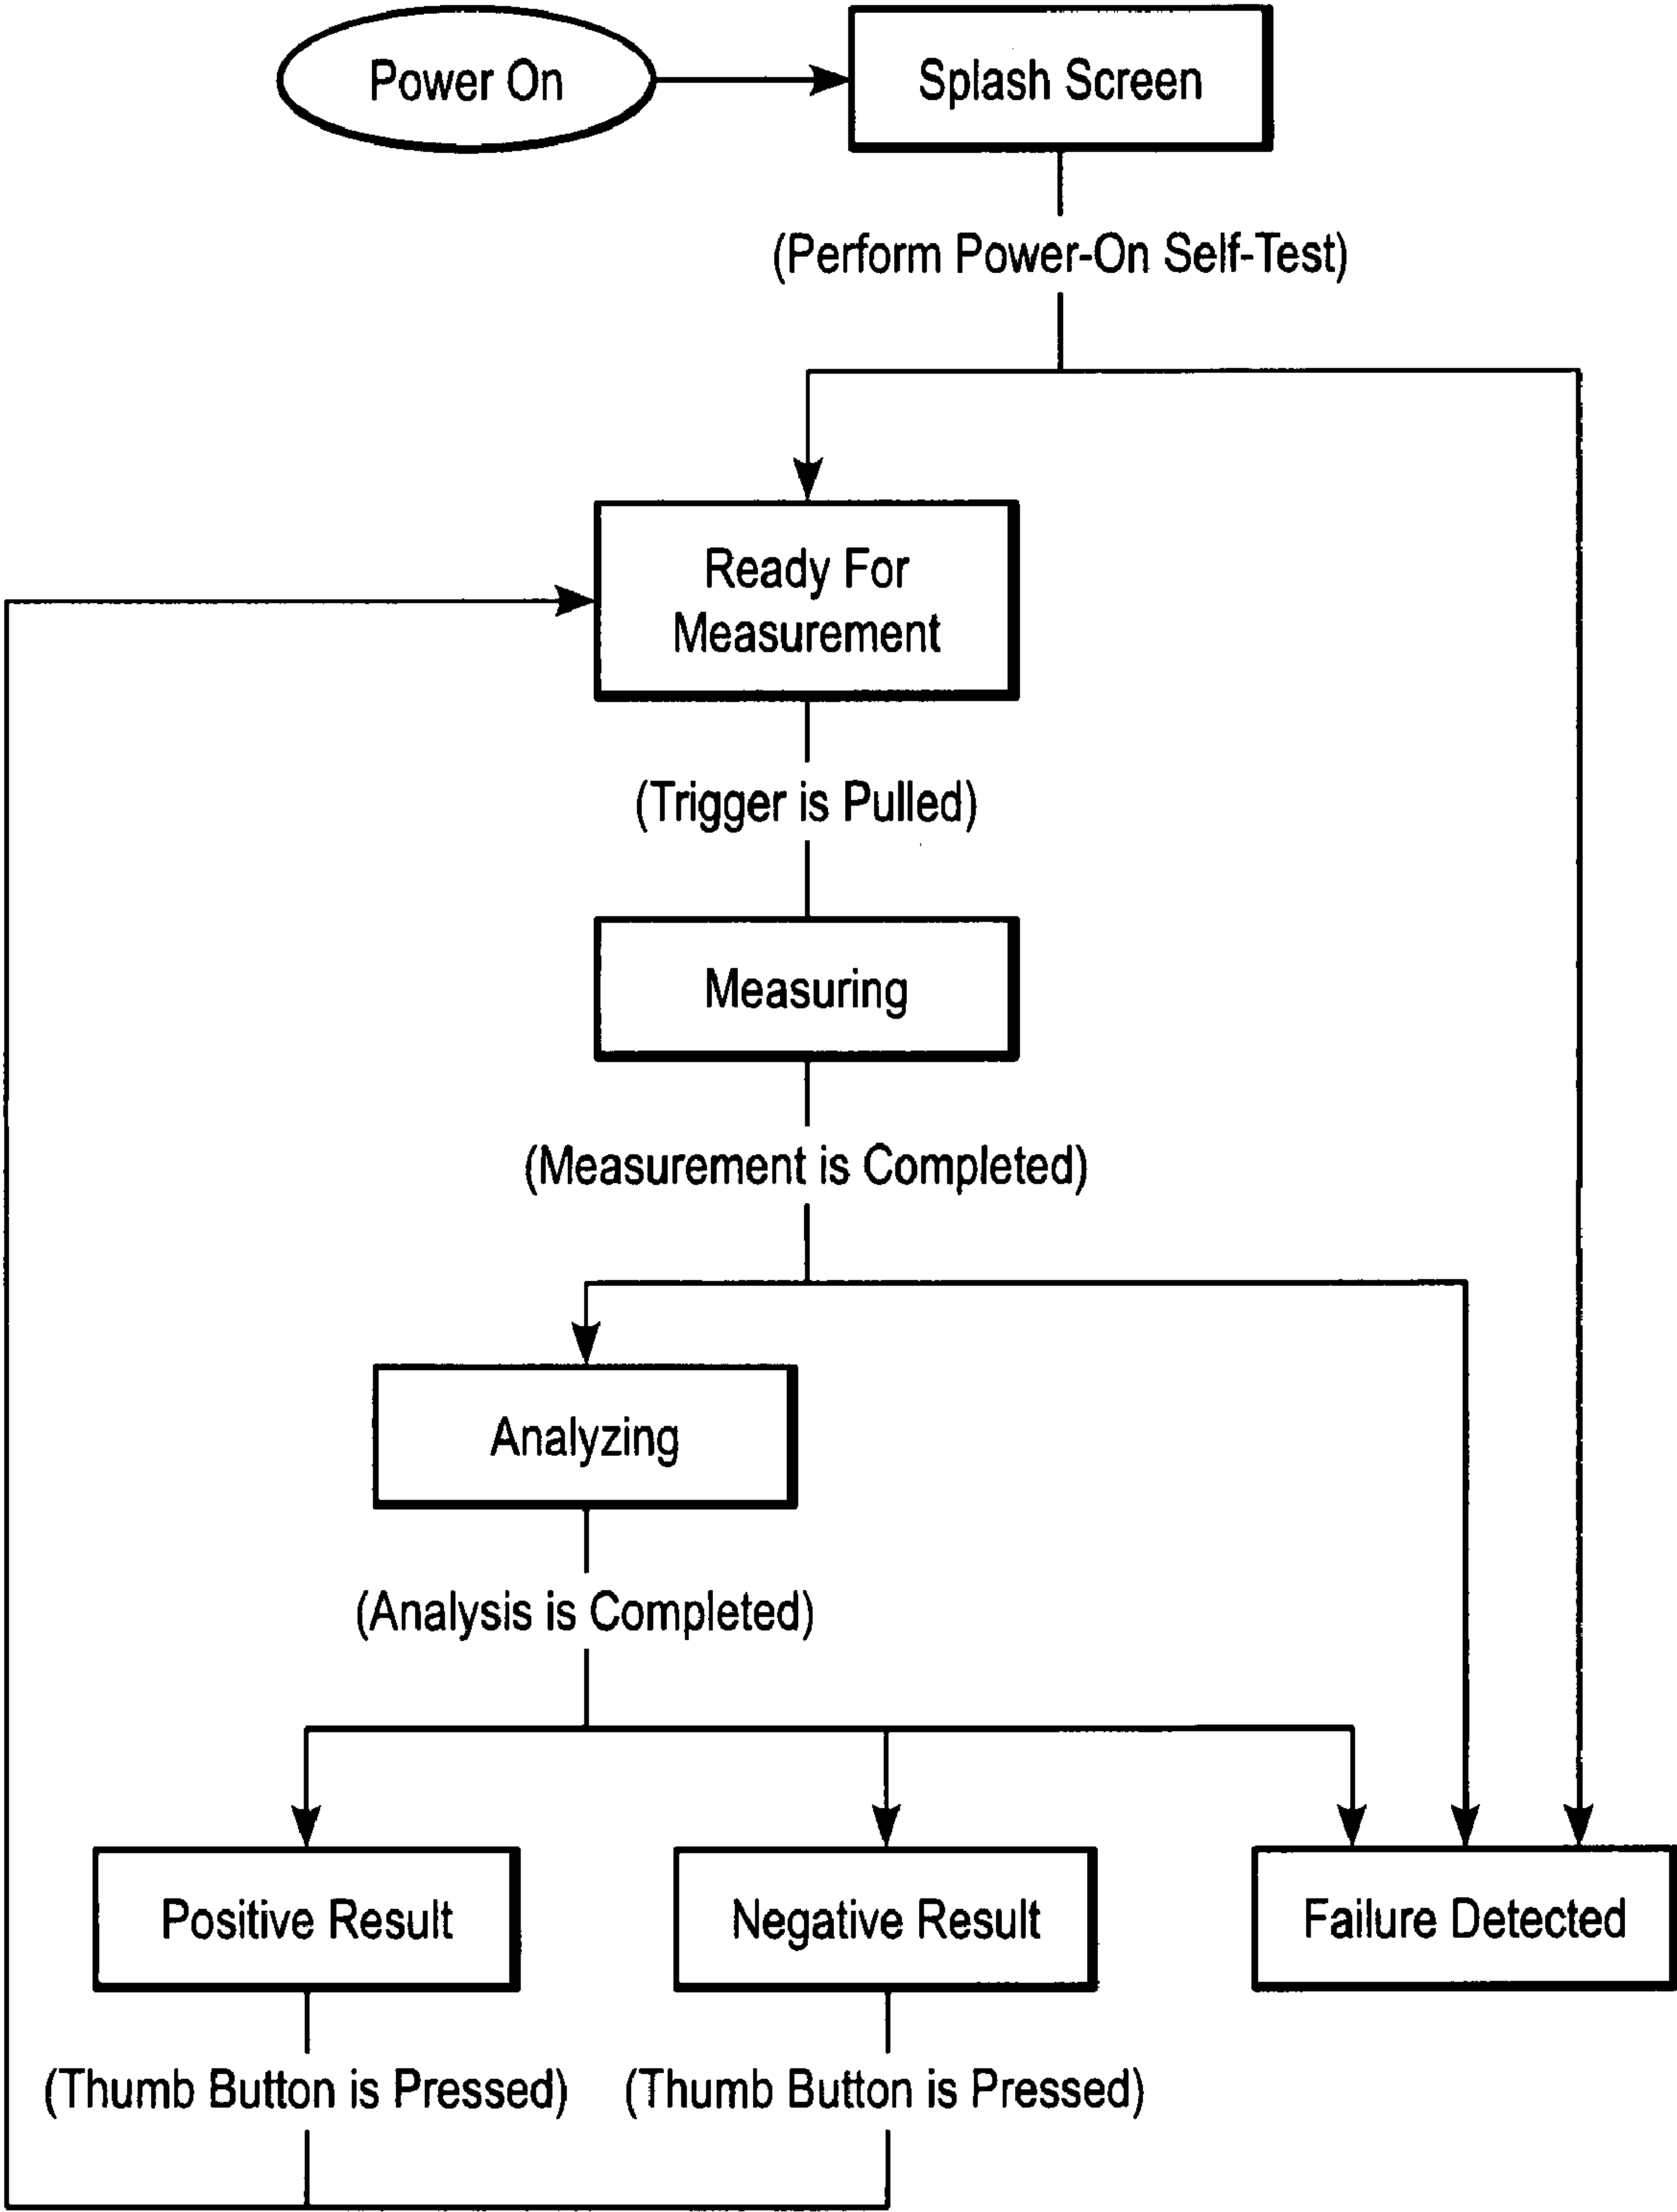 Power On
Splash Screen
(Perform Power-On Self-Test)
Ready For
Measurement
(Trigger is Pulled)
Measuring
(Measurement is Completed)
Analyzing
(Analysis is Completed)
Positive Result
Negative Result
Failure Detected
(Thumb Button is Pressed)
(Thumb Button is Pressed)